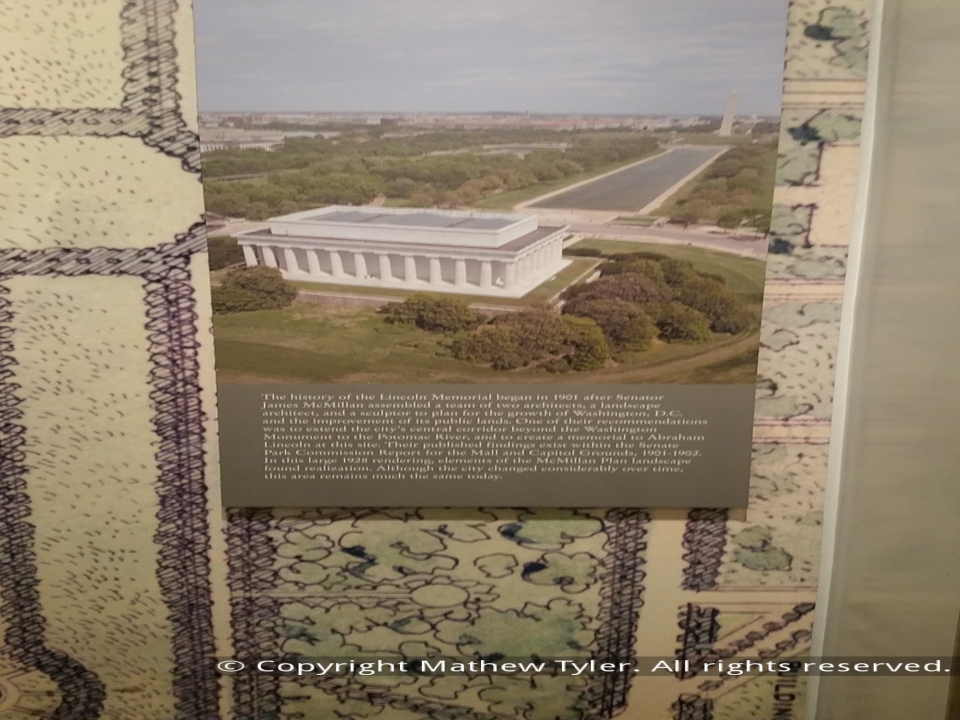 The history of the Lincoln Memorial began in 1901 after Senator
James McMillan assembled a team of two architects, a landscape
architect, and a sculptor to plan for the growth of Washington, D.C.
and the improvement of its public lands. One of their recommendations
was to extend the city's central corridor beyond the Washington
Monument to the Potomac River, and to create a memorial to Abraham
Lincoln at this site. Their published findings exist within the Senate
Park Commission Report for the Mall and Capitol Grounds, 1901-1902.
In this large 1928 rendering, elements of the McMillan Plan landscape
found realization. Although the city changed considerably over time,
this area remains much the same today.
© Copyright Mathew Tyler. All rights reserved.